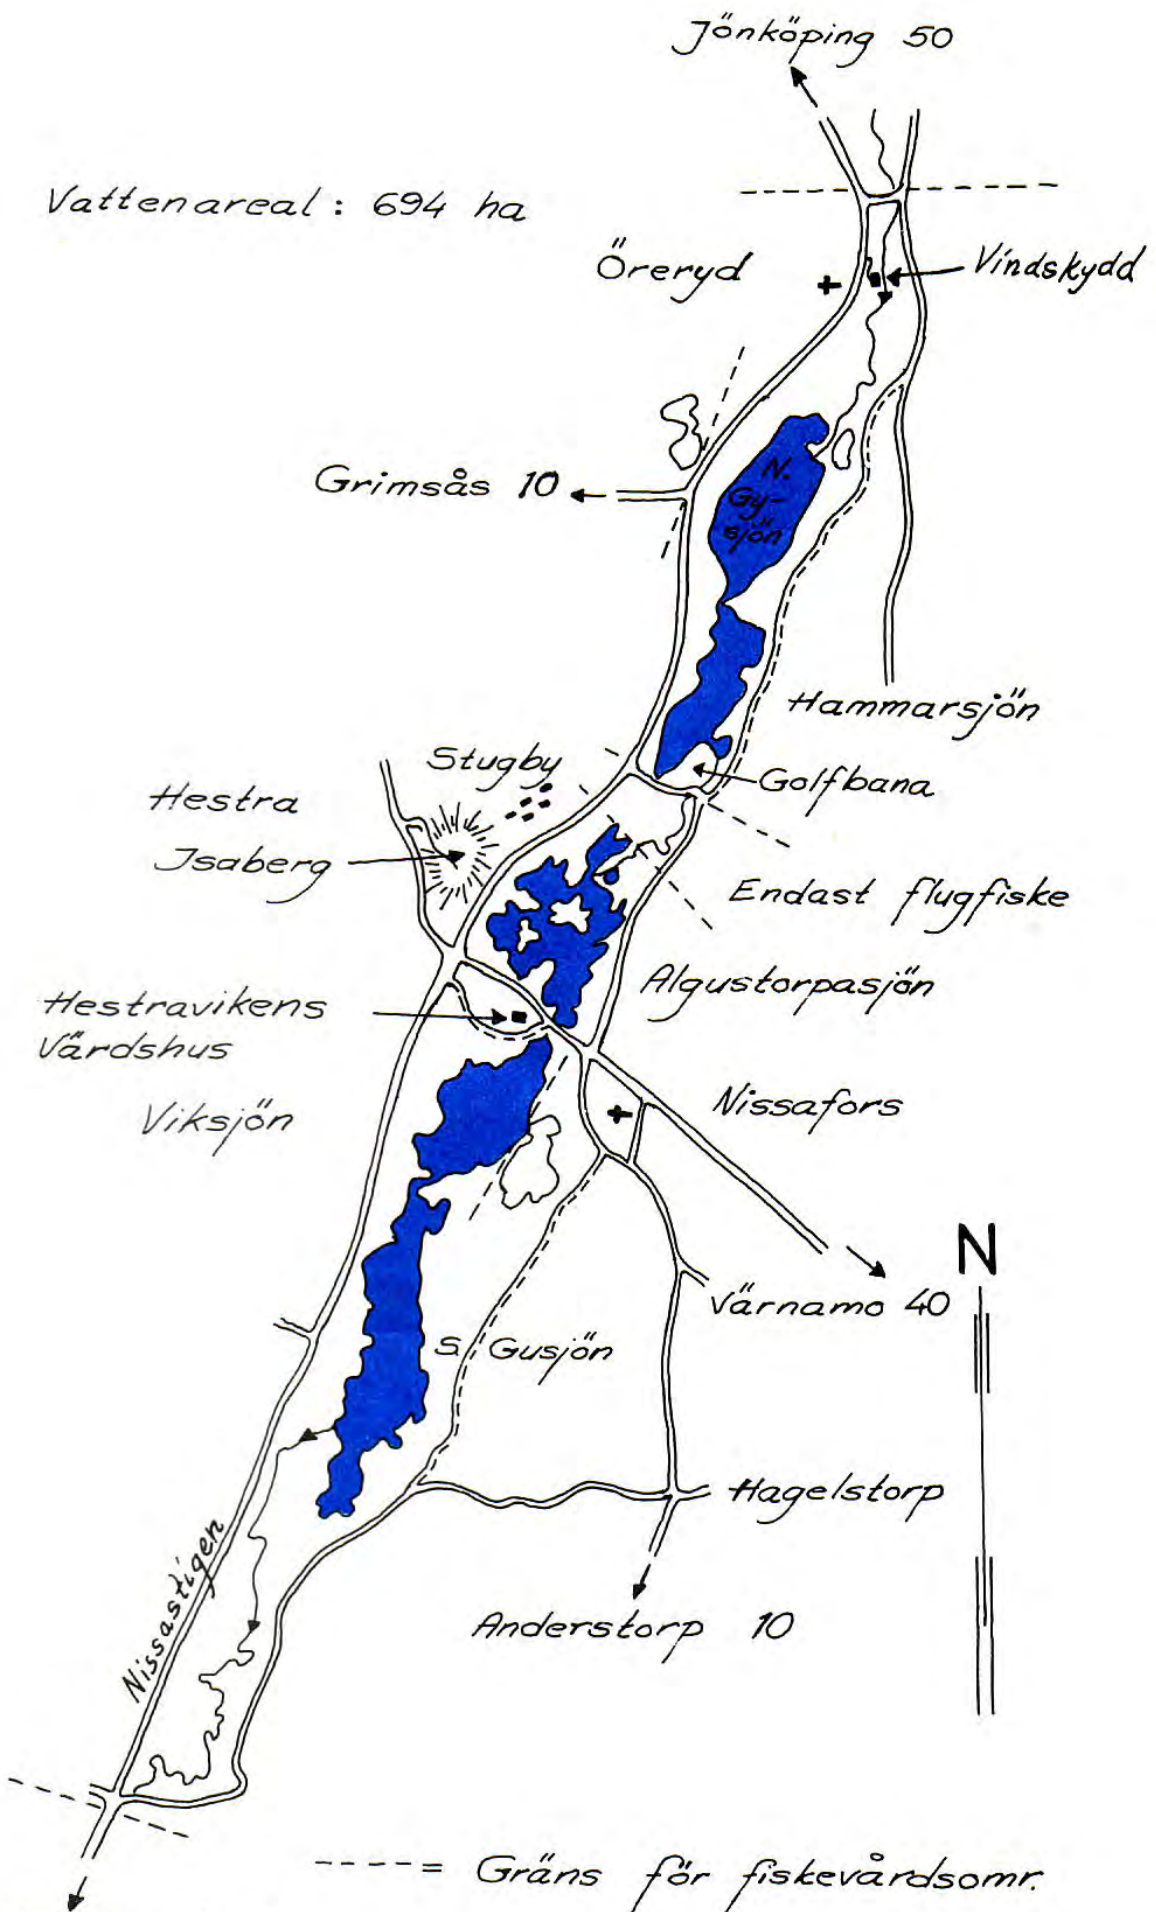 Jönköping 50
Vattenareal: 694 ha
Öreryd
Vindskydd
Grimsås 10
N.
Gy-
sjön
Hammarsjön
Stugby
Golfbana
Hestra
Isaberg
Endast flugfiske
Algustorpasjön
Hestravikens
Värdshus
Nissafors
Viksjön
N
Värnamo 40
S. Gusjön
Hagelstorp
Nissastigen
Anderstorp 10
---- = Gräns för fiskevårdsomr.